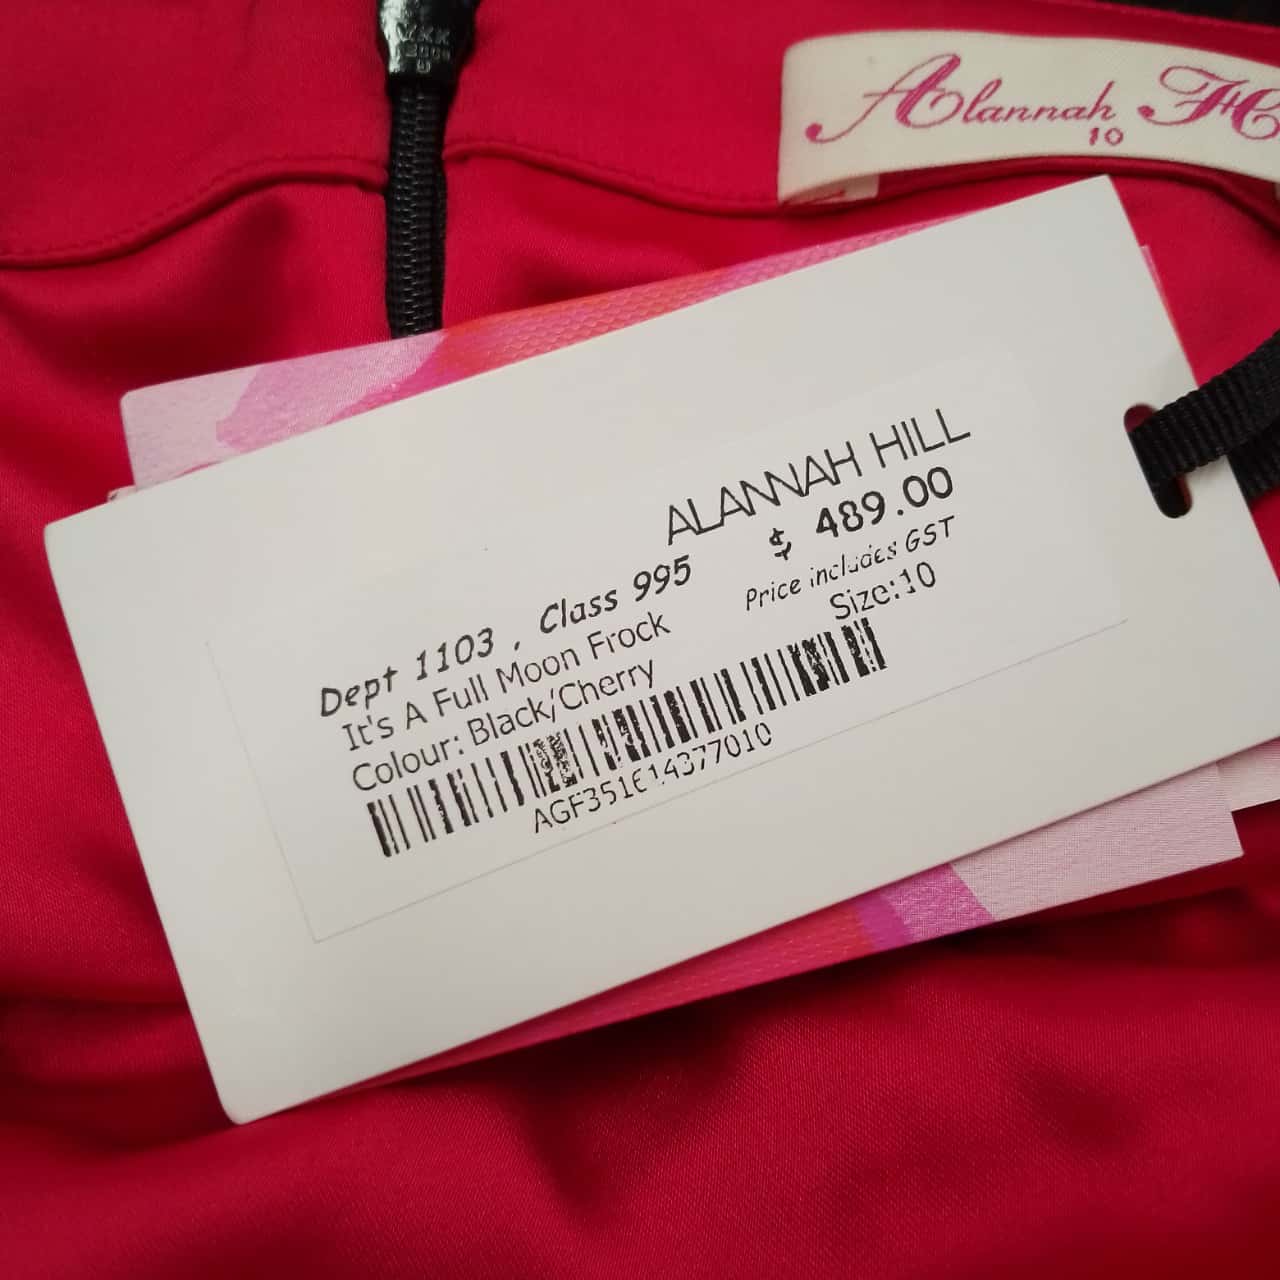 YKK
Alannah H
10
ALANNAH HILL
Dept 1103 , Class 995 $ 489.00
It's A Full Moon Frock Price includes GST
Colour: Black/Cherry Size:10
AGF351614377010